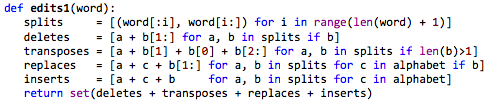 def edits1(word):
    splits     = [(word[:i], word[i:]) for i in range(len(word) + 1)]
    deletes    = [a + b[1:] for a, b in splits if b]
    transposes = [a + b[1] + b[0] + b[2:] for a, b in splits if len(b)>1]
    replaces   = [a + c + b[1:] for a, b in splits for c in alphabet if b]
    inserts    = [a + c + b     for a, b in splits for c in alphabet]
    return set(deletes + transposes + replaces + inserts)